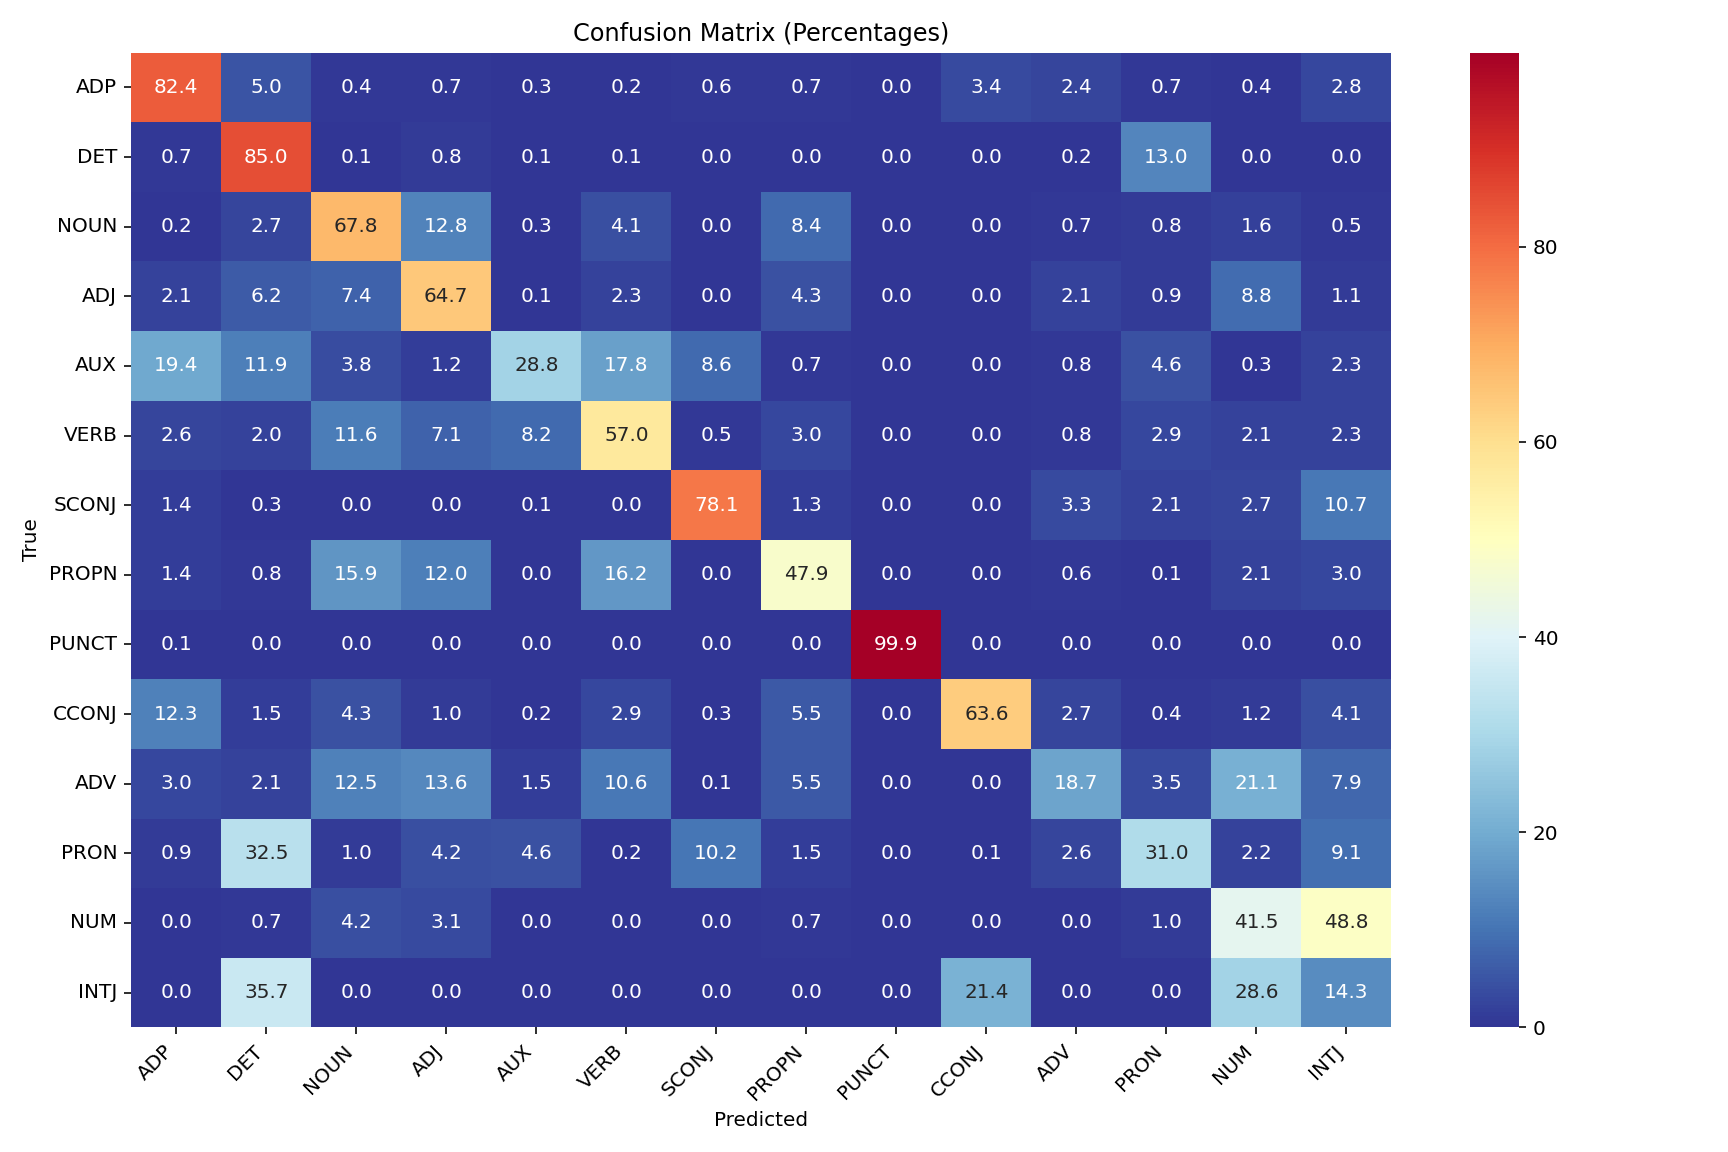 Confusion Matrix (Percentages)
ADP 82.4 5.0 0.4 0.7 0.3 0.2 0.6 0.7 0.0 3.4 2.4 0.7 0.4 2.8
DET 0.7 85.0 0.1 0.8 0.1 0.1 0.0 0.0 0.0 0.0 0.2 13.0 0.0 0.0
NOUN 0.2 2.7 67.8 12.8 0.3 4.1 0.0 8.4 0.0 0.0 0.7 0.8 1.6 0.5
ADJ 2.1 6.2 7.4 64.7 0.1 2.3 0.0 4.3 0.0 0.0 2.1 0.9 8.8 1.1
AUX 19.4 11.9 3.8 1.2 28.8 17.8 8.6 0.7 0.0 0.0 0.8 4.6 0.3 2.3
VERB 2.6 2.0 11.6 7.1 8.2 57.0 0.5 3.0 0.0 0.0 0.8 2.9 2.1 2.3
SCONJ 1.4 0.3 0.0 0.0 0.1 0.0 78.1 1.3 0.0 0.0 3.3 2.1 2.7 10.7
PROPN 1.4 0.8 15.9 12.0 0.0 16.2 0.0 47.9 0.0 0.0 0.6 0.1 2.1 3.0
PUNCT 0.1 0.0 0.0 0.0 0.0 0.0 0.0 0.0 99.9 0.0 0.0 0.0 0.0 0.0
CCONJ 12.3 1.5 4.3 1.0 0.2 2.9 0.3 5.5 0.0 63.6 2.7 0.4 1.2 4.1
ADV 3.0 2.1 12.5 13.6 1.5 10.6 0.1 5.5 0.0 0.0 18.7 3.5 21.1 7.9
PRON 0.9 32.5 1.0 4.2 4.6 0.2 10.2 1.5 0.0 0.1 2.6 31.0 2.2 9.1
NUM 0.0 0.7 4.2 3.1 0.0 0.0 0.0 0.7 0.0 0.0 0.0 1.0 41.5 48.8
INTJ 0.0 35.7 0.0 0.0 0.0 0.0 0.0 0.0 0.0 21.4 0.0 0.0 28.6 14.3
ADP DET NOUN ADJ AUX VERB SCONJ PROPN PUNCT CCONJ ADV PRON NUM INTJ
Predicted
True
80
60
40
20
0